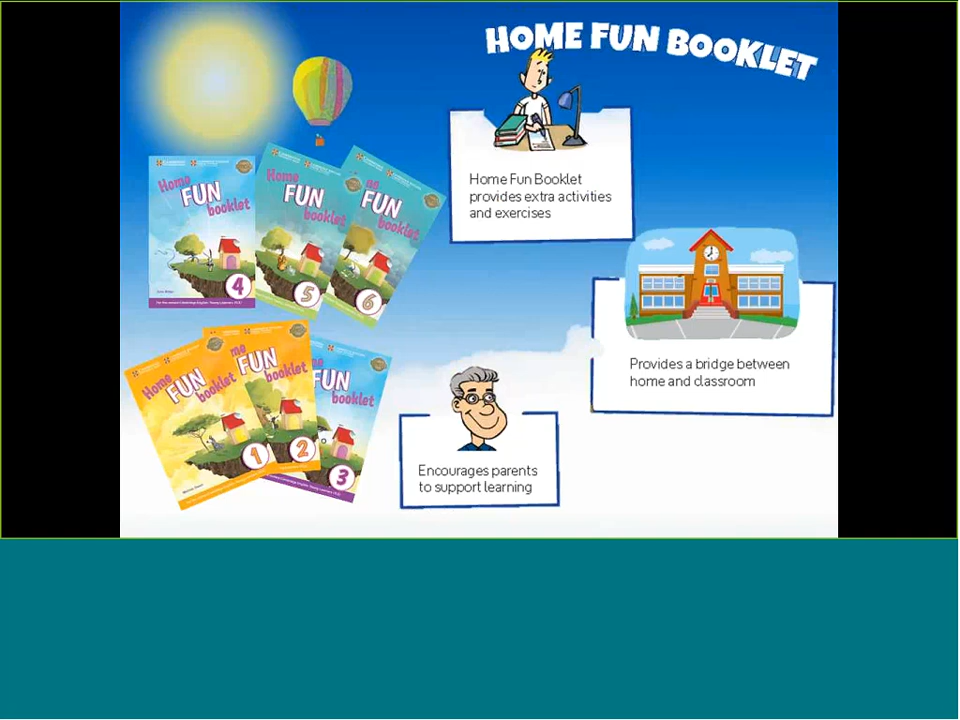 HOME FUN BOOKLET
Home Fun Booklet
provides extra activities
and exercises
Home
FUN
booklet
4
Home
FUN
booklet
5
FUN
booklet
6
Provides a bridge between
home and classroom
Home
FUN
booklet
1
FUN
booklet
2
FUN
booklet
3
Encourages parents
to support learning